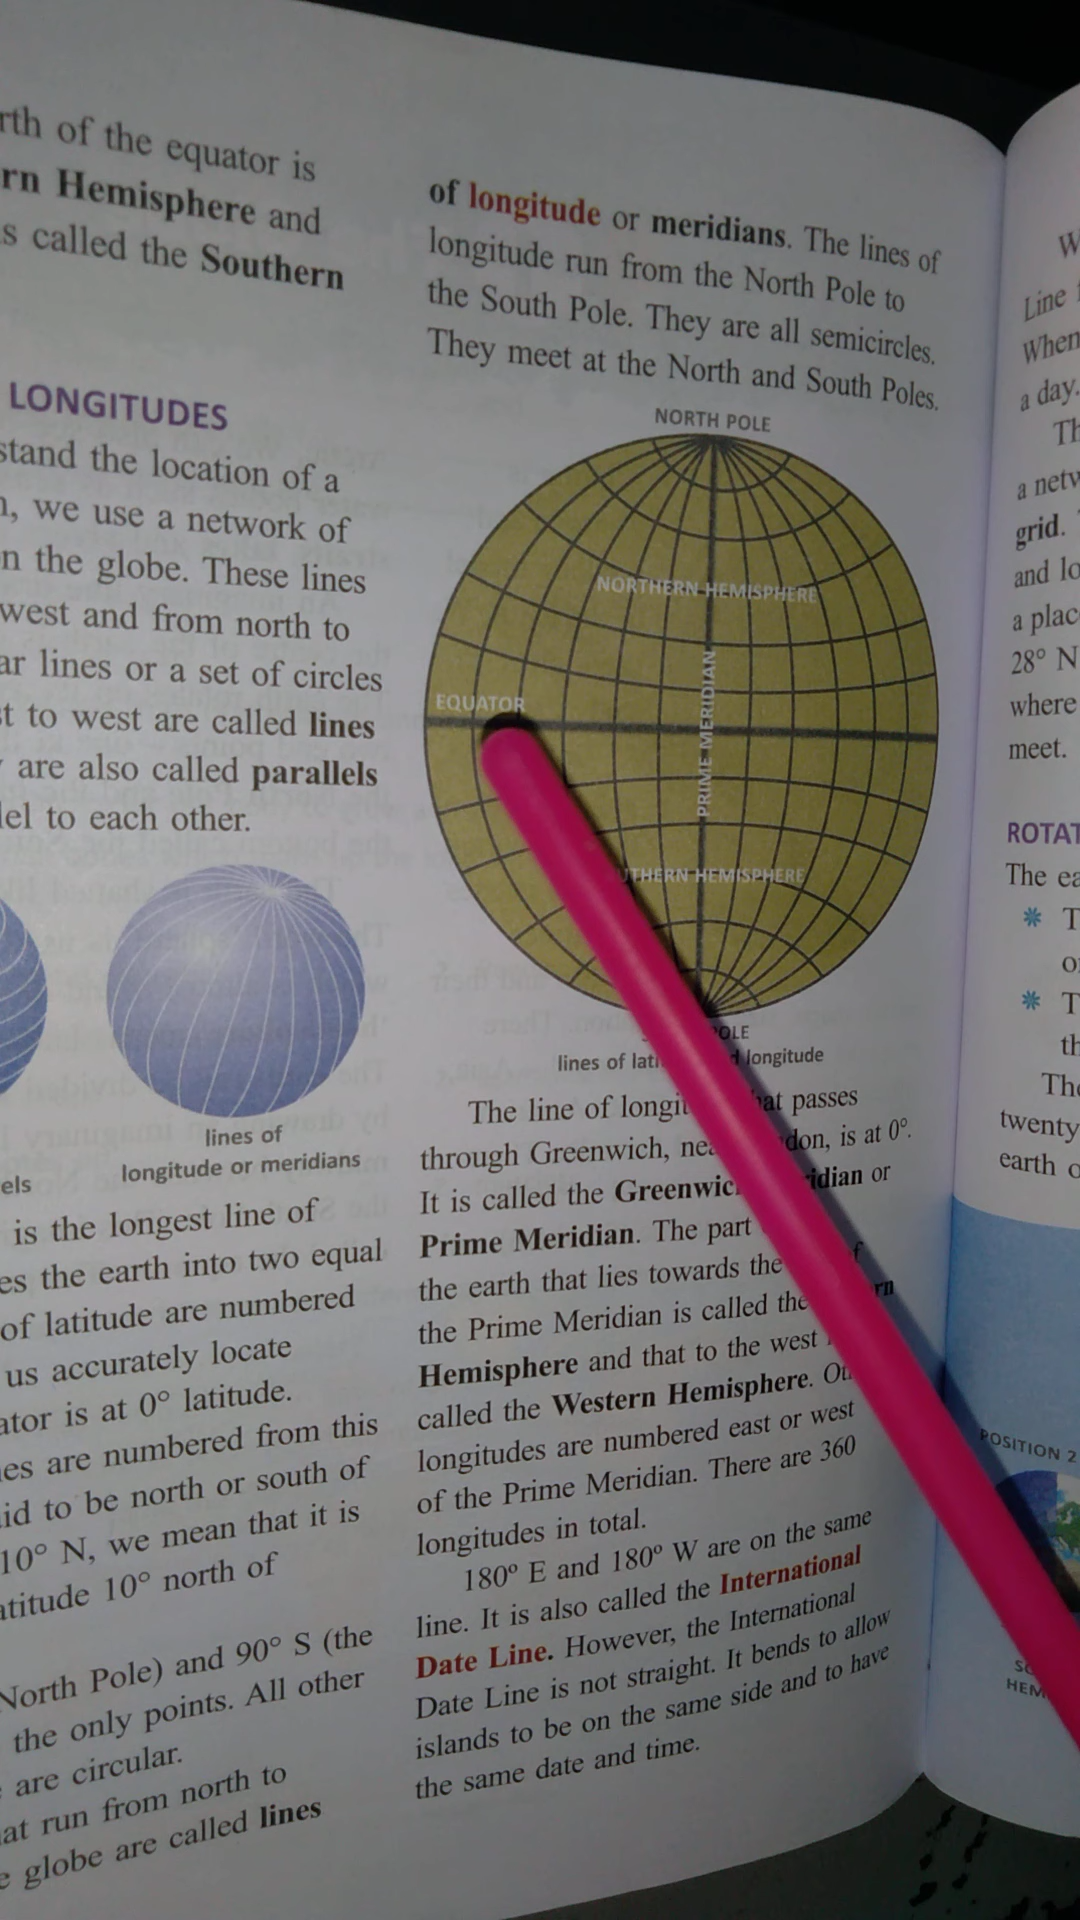 rth of the equator is
rn Hemisphere and
s called the Southern
LONGITUDES
stand the location of a
, we use a network of
n the globe. These lines
west and from north to
ar lines or a set of circles
t to west are called lines
are also called parallels
lel to each other.
lines of
longitude or meridians
els
is the longest line of
es the earth into two equal
of latitude are numbered
us accurately locate
ator is at 0° latitude.
es are numbered from this
id to be north or south of
10° N, we mean that it is
atitude 10° north of
North Pole) and 90° S (the
the only points. All other
are circular.
at run from north to
e globe are called lines
of longitude or meridians. The lines of
longitude run from the North Pole to
the South Pole. They are all semicircles.
They meet at the North and South Poles.
NORTH POLE
NORTHERN HEMISPHERE
EQUATOR
PRIME MERIDIAN
UTHERN HEMISPHERE
OLE
lines of lati d longitude
The line of longit hat passes
through Greenwich, nea don, is at 0°.
It is called the Greenwic ridian or
Prime Meridian. The part
the earth that lies towards the f
the Prime Meridian is called the rn
Hemisphere and that to the west
called the Western Hemisphere. Ot
longitudes are numbered east or west
of the Prime Meridian. There are 360
longitudes in total.
180° E and 180° W are on the same
line. It is also called the International
Date Line. However, the International
Date Line is not straight. It bends to allow
islands to be on the same side and to have
the same date and time.
W
Line
When
a day.
Th
a netw
grid.
and lo
a plac
28° N
where
meet.
ROTAT
The ea
* T
o
* T
th
The
twenty
earth o
POSITION 2
HEM